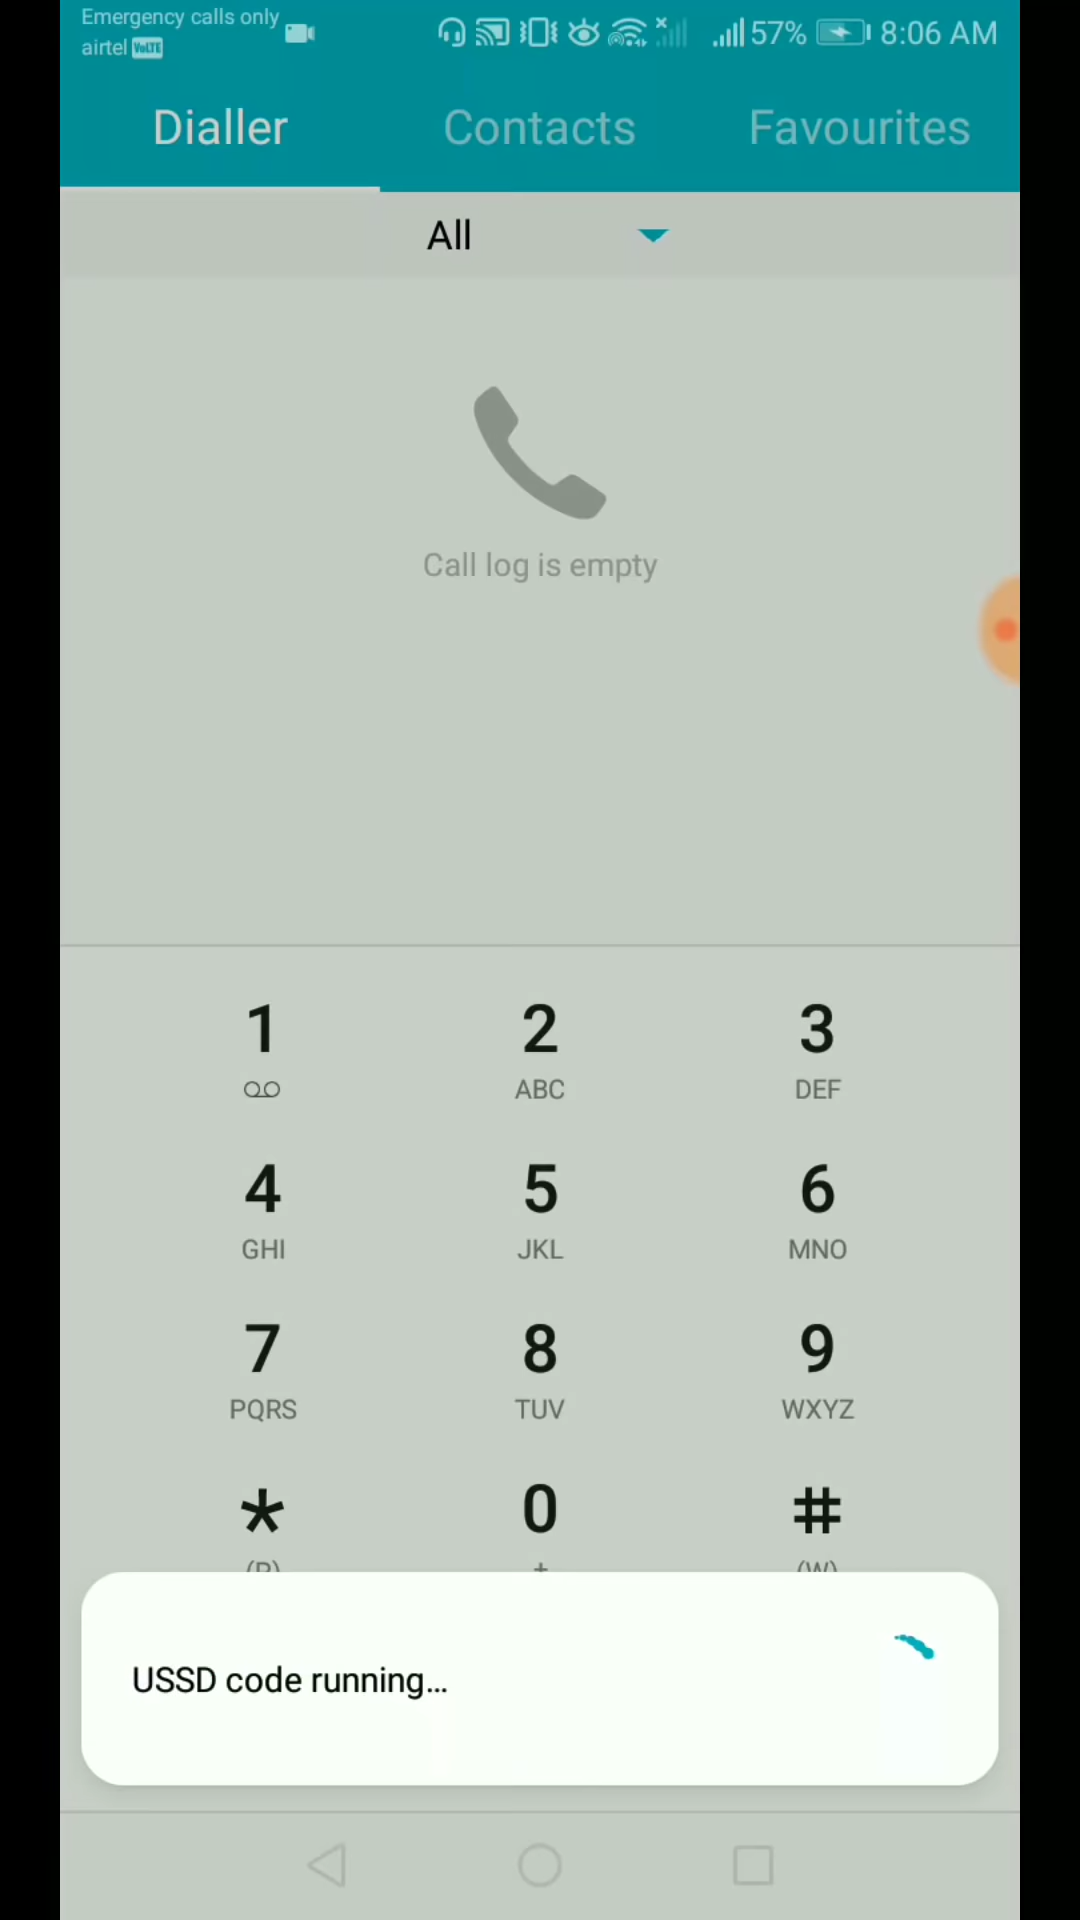 Emergency calls only
airtel VoLTE
57% 8:06 AM
Dialler Contacts Favourites
All
Call log is empty
1 2 3
ABC DEF
4 5 6
GHI JKL MNO
7 8 9
PQRS TUV WXYZ
* 0 #
(P) + (W)
USSD code running...